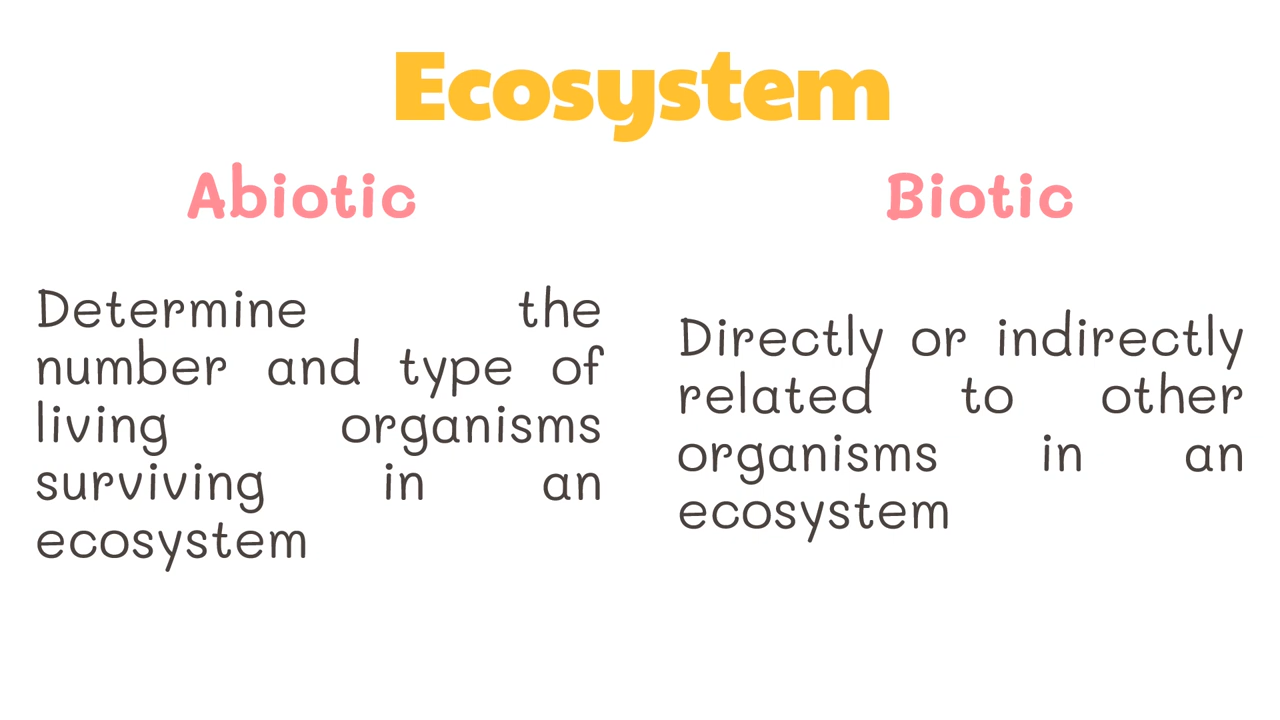 Ecosystem
Abiotic
Determine the
number and type of
living organisms
surviving in an
ecosystem
Biotic
Directly or indirectly
related to other
organisms in an
ecosystem